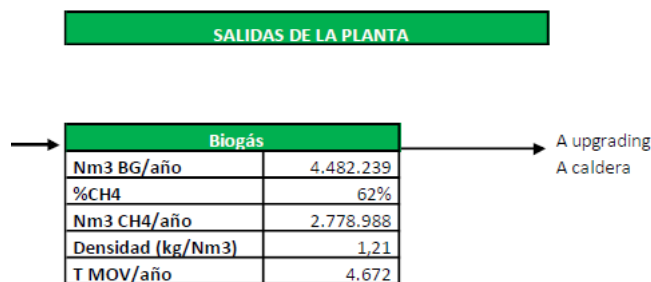 SALIDAS DE LA PLANTA
Biogás
A upgrading
Nm3 BG/año 4.482.239
A caldera
%CH4 62%
Nm3 CH4/año 2.778.988
Densidad (kg/Nm3) 1,21
T MOV/año 4.672